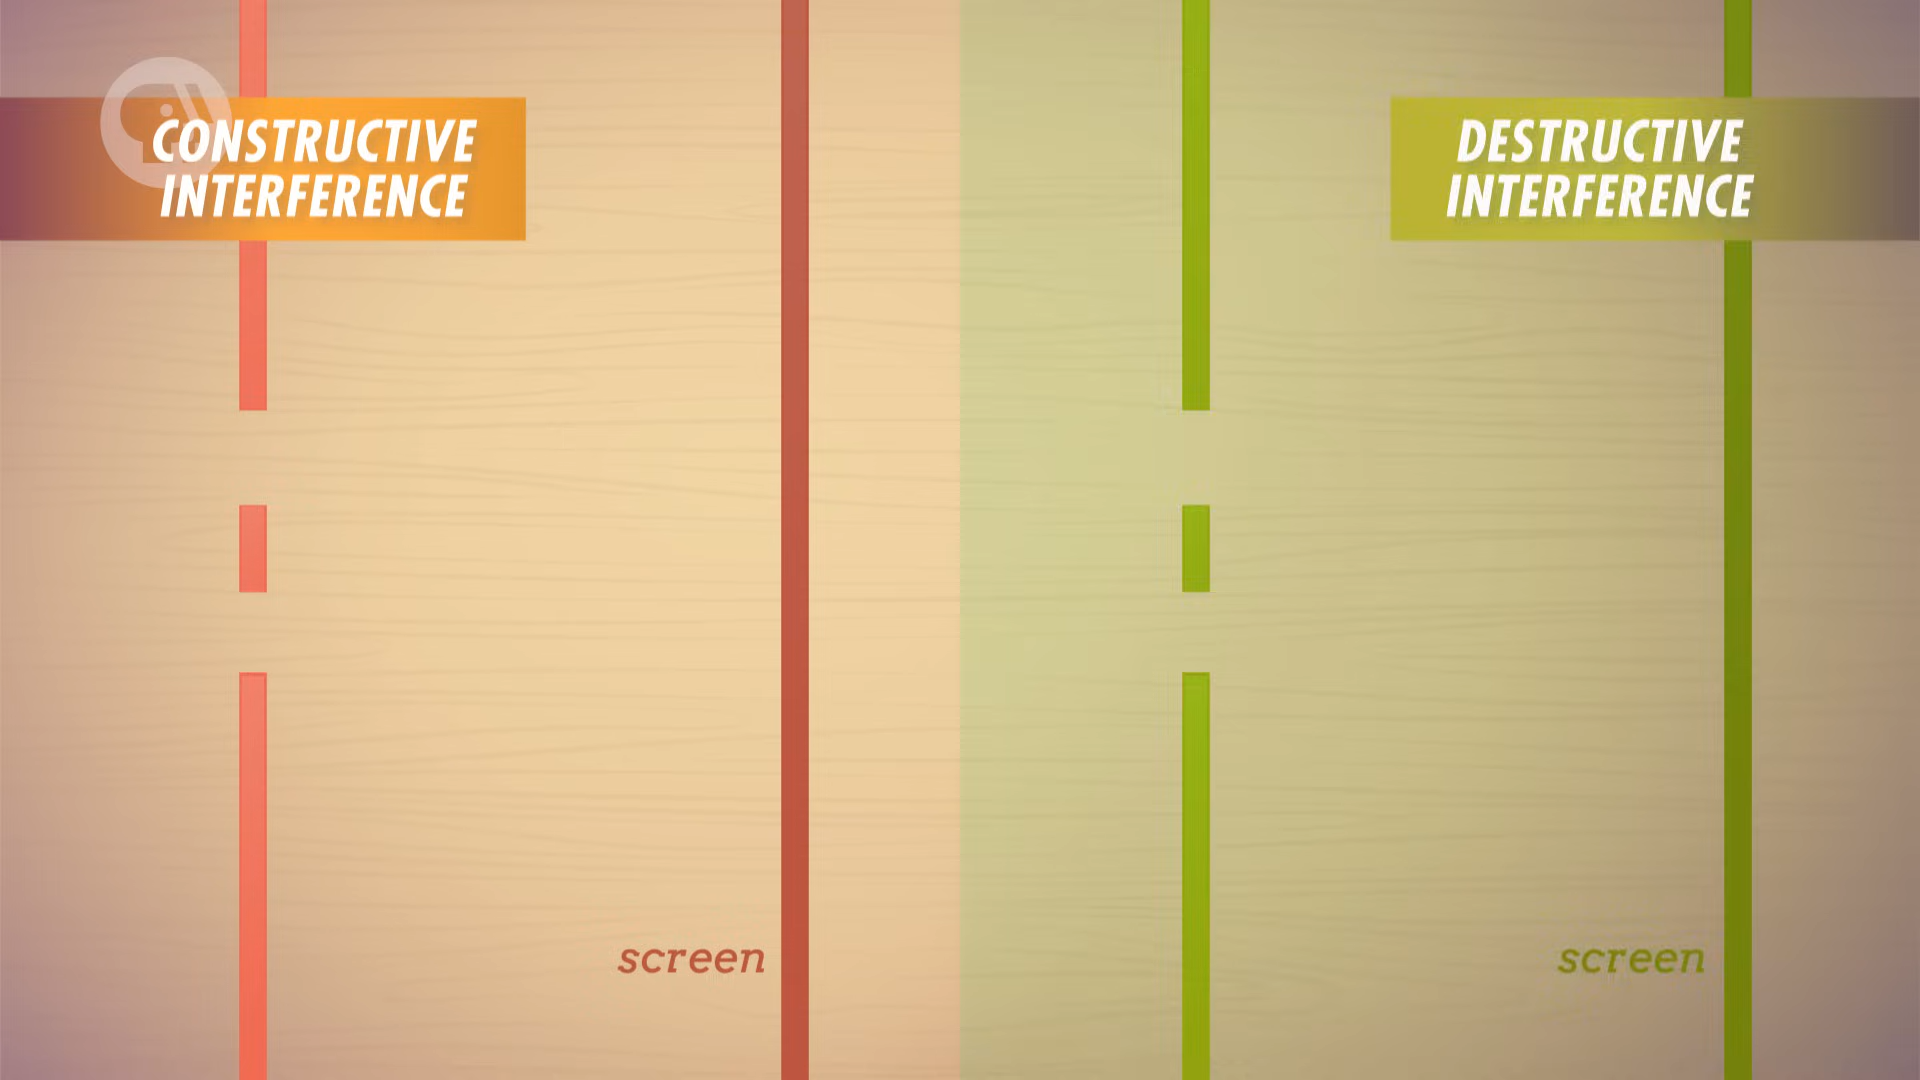 CONSTRUCTIVE
INTERFERENCE
DESTRUCTIVE
INTERFERENCE
screen
screen